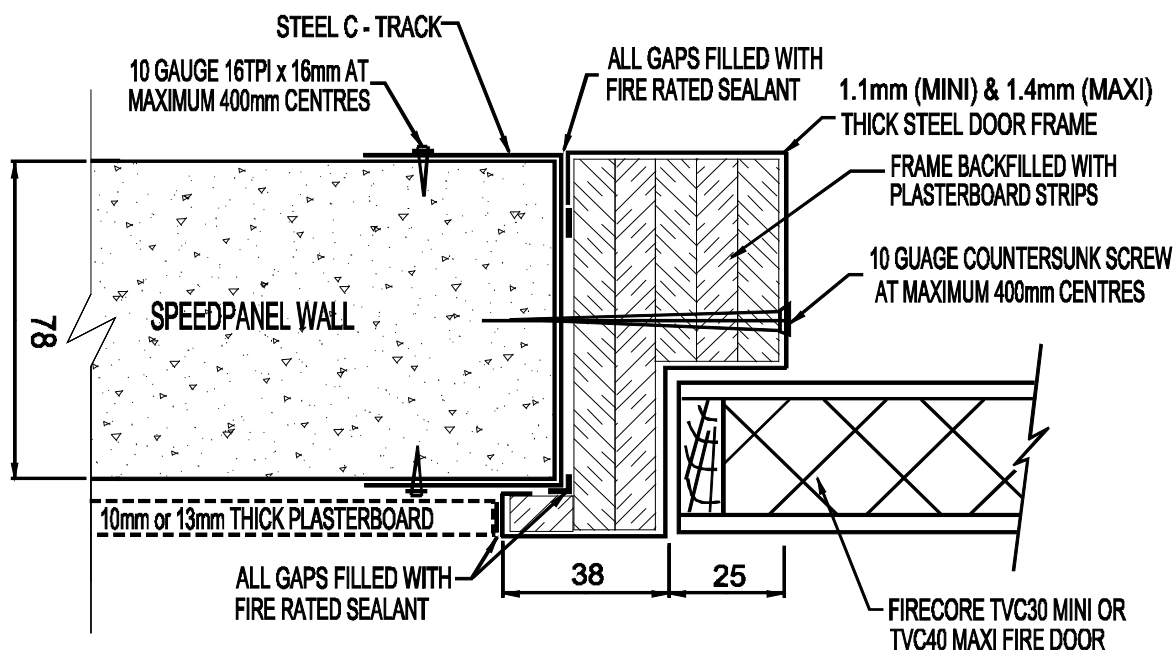 STEEL C - TRACK
10 GAUGE 16TPI x 16mm AT
MAXIMUM 400mm CENTRES
ALL GAPS FILLED WITH
FIRE RATED SEALANT
1.1mm (MINI) & 1.4mm (MAXI)
THICK STEEL DOOR FRAME
FRAME BACKFILLED WITH
PLASTERBOARD STRIPS
10 GUAGE COUNTERSUNK SCREW
AT MAXIMUM 400mm CENTRES
SPEEDPANEL WALL
78
10mm or 13mm THICK PLASTERBOARD
ALL GAPS FILLED WITH
FIRE RATED SEALANT
38
25
FIRECORE TVC30 MINI OR
TVC40 MAXI FIRE DOOR